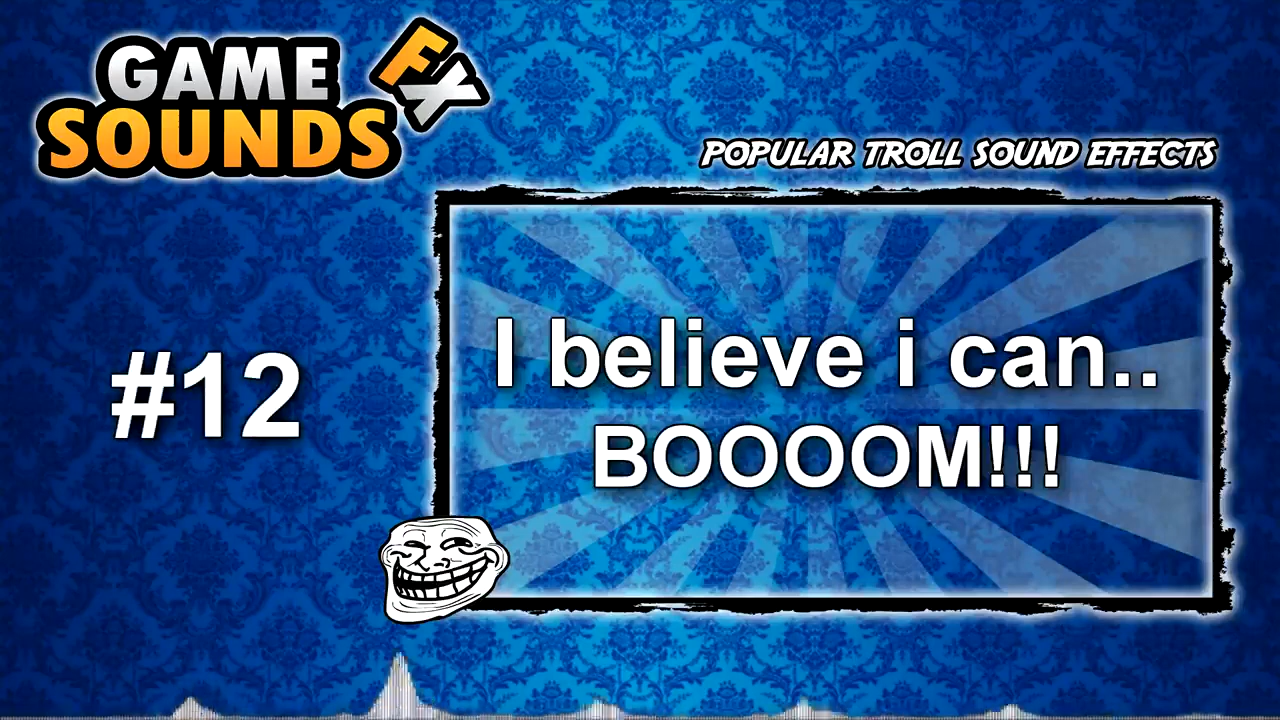 GAME
SOUNDS
FX
POPULAR TROLL SOUND EFFECTS
#12
I believe i can..
BOOOOM!!!